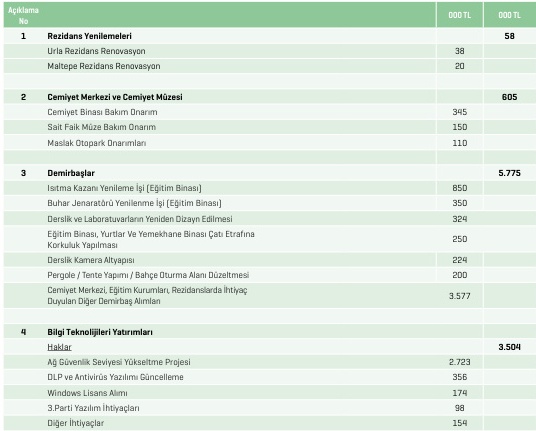 Açıklama No 000 TL 000 TL
1 Rezidans Yenilemeleri 58
Urla Rezidans Renovasyon 38
Maltepe Rezidans Renovasyon 20
2 Cemiyet Merkezi ve Cemiyet Müzesi 605
Cemiyet Binası Bakım Onarım 345
Sait Faik Müze Bakım Onarım 150
Maslak Otopark Onarımları 110
3 Demirbaşlar 5.775
Isıtma Kazanı Yenileme İşi (Eğitim Binası) 850
Buhar Jenaratörü Yenilenme İşi (Eğitim Binası) 350
Derslik ve Laboratuvarların Yeniden Dizayn Edilmesi 324
Eğitim Binası, Yurtlar Ve Yemekhane Binası Çatı Etrafına
Korkuluk Yapılması 250
Derslik Kamera Altyapısı 224
Pergole / Tente Yapımı / Bahçe Oturma Alanı Düzeltmesi 200
Cemiyet Merkezi, Eğitim Kurumları, Rezidanslarda İhtiyaç
Duyulan Diğer Demirbaş Alımları 3.577
4 Bilgi Teknolijileri Yatırımları
Haklar 3.504
Ağ Güvenlik Seviyesi Yükseltme Projesi 2.723
DLP ve Antivirüs Yazılımı Güncelleme 356
Windows Lisans Alımı 174
3.Parti Yazılım İhtiyaçları 98
Diğer İhtiyaçlar 154